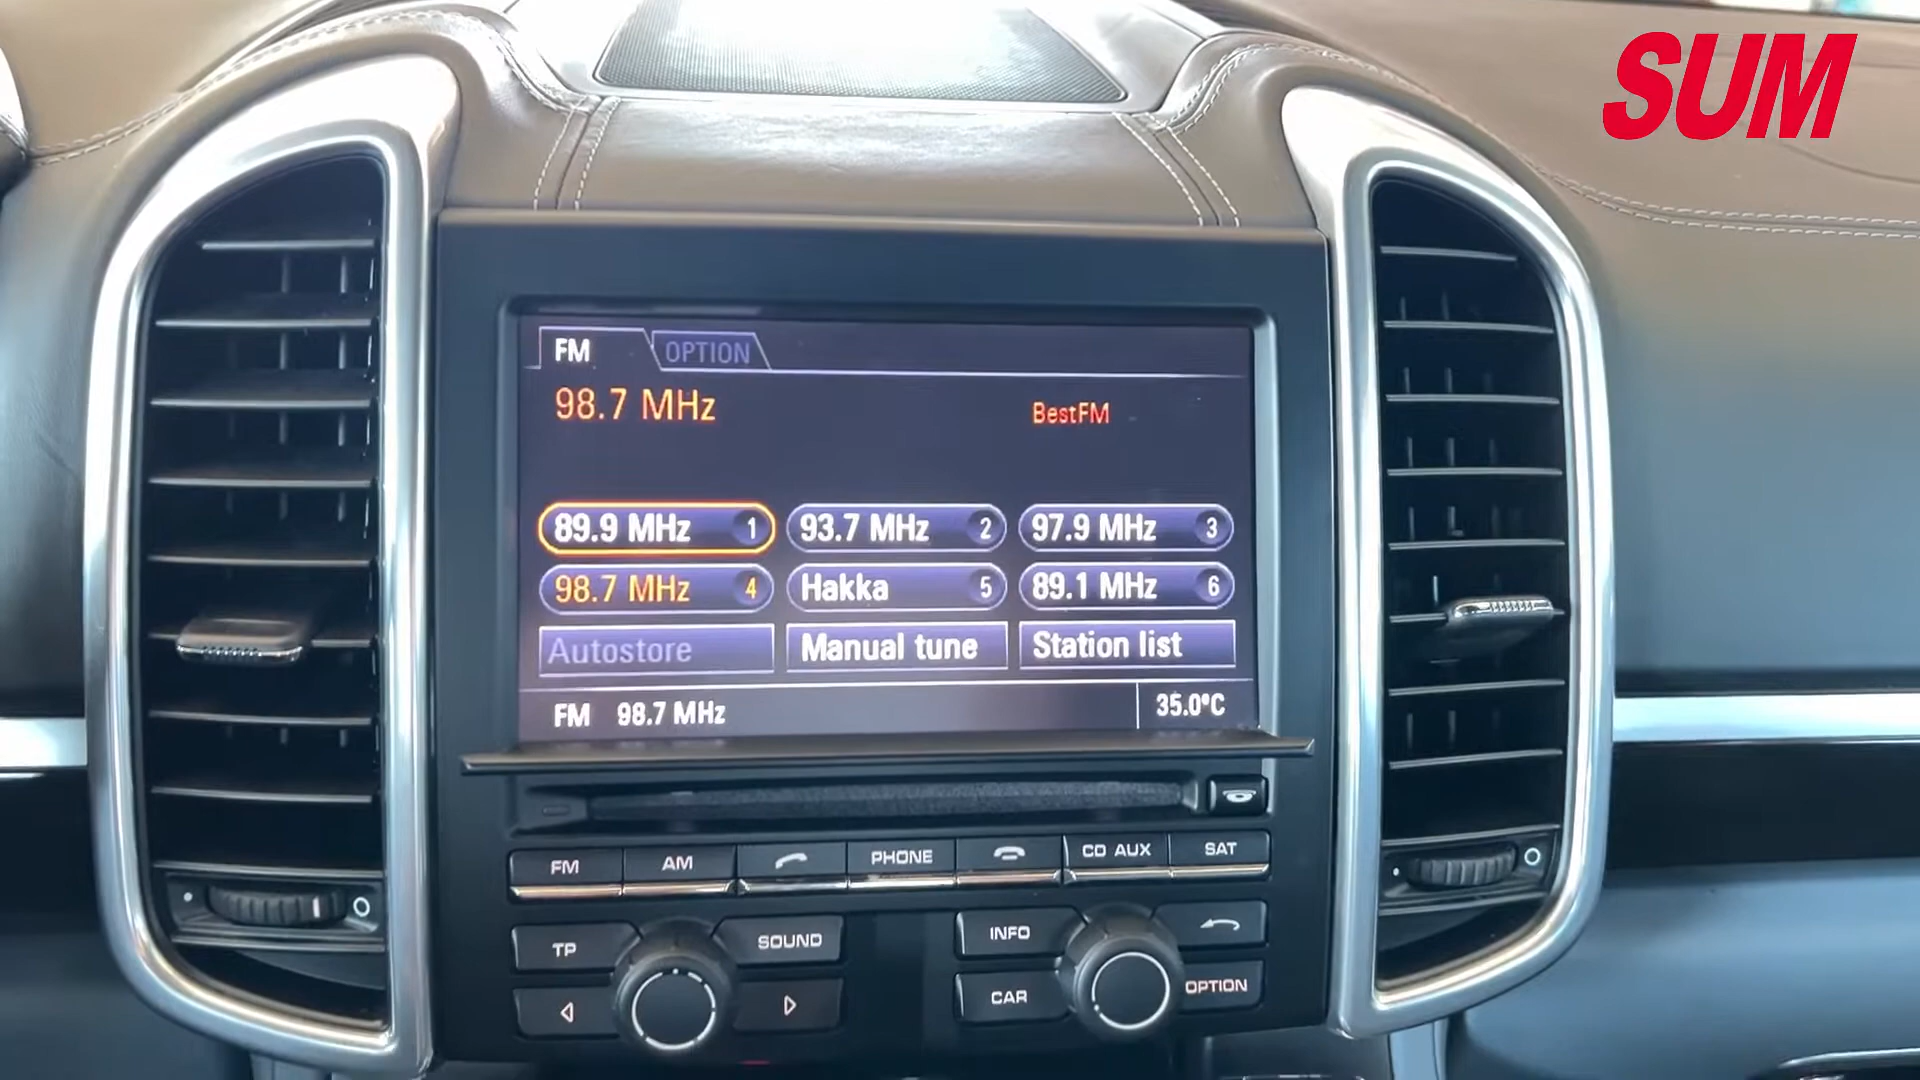 SUM
FM OPTION
98.7 MHz BestFM
89.9 MHz 1 93.7 MHz 2 97.9 MHz 3
98.7 MHz 4 Hakka 5 89.1 MHz 6
Autostore Manual tune Station list
FM 98.7 MHz 35.0°C
FM AM PHONE CD AUX SAT
TP SOUND INFO
CAR OPTION